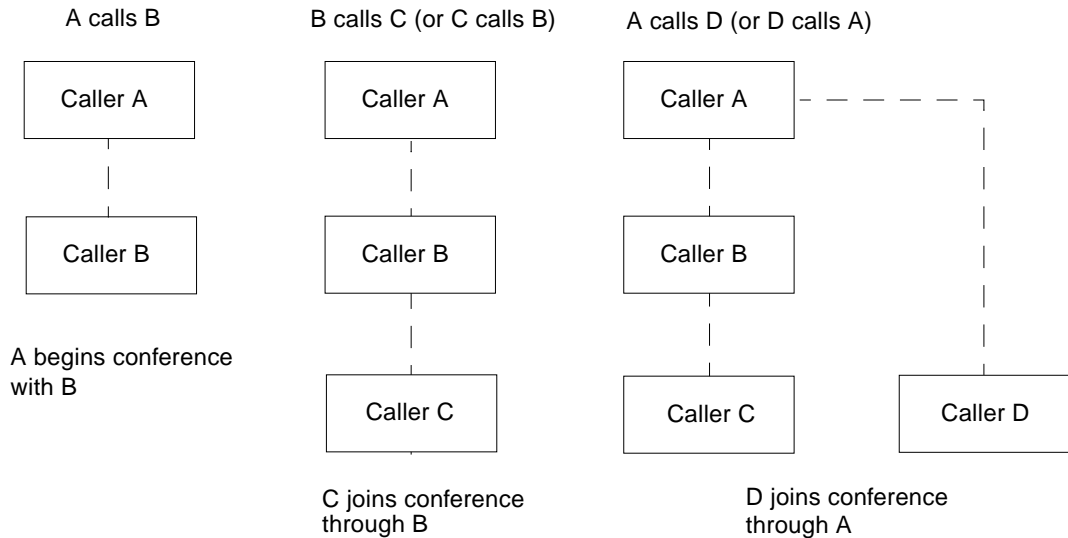 A calls B
Caller A
Caller B
A begins conference
with B
B calls C (or C calls B)
Caller A
Caller B
Caller C
C joins conference
through B
A calls D (or D calls A)
Caller A
Caller B
Caller C
Caller D
D joins conference
through A